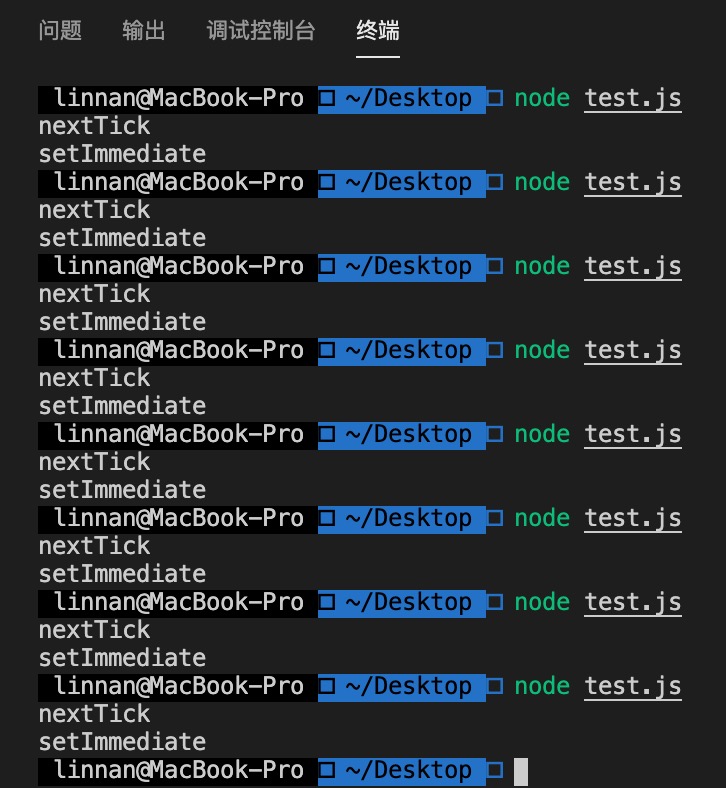 问题 输出 调试控制台 终端
linnan@MacBook-Pro ~/Desktop node test.js
nextTick
setImmediate
linnan@MacBook-Pro ~/Desktop node test.js
nextTick
setImmediate
linnan@MacBook-Pro ~/Desktop node test.js
nextTick
setImmediate
linnan@MacBook-Pro ~/Desktop node test.js
nextTick
setImmediate
linnan@MacBook-Pro ~/Desktop node test.js
nextTick
setImmediate
linnan@MacBook-Pro ~/Desktop node test.js
nextTick
setImmediate
linnan@MacBook-Pro ~/Desktop node test.js
nextTick
setImmediate
linnan@MacBook-Pro ~/Desktop node test.js
nextTick
setImmediate
linnan@MacBook-Pro ~/Desktop